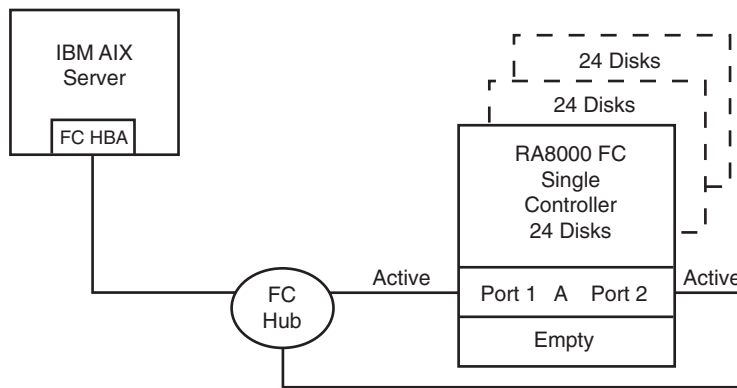 IBM AIX
Server
FC HBA
24 Disks
24 Disks
RA8000 FC
Single
Controller
24 Disks
Active
Active
FC
Hub
Port 1 A Port 2
Empty